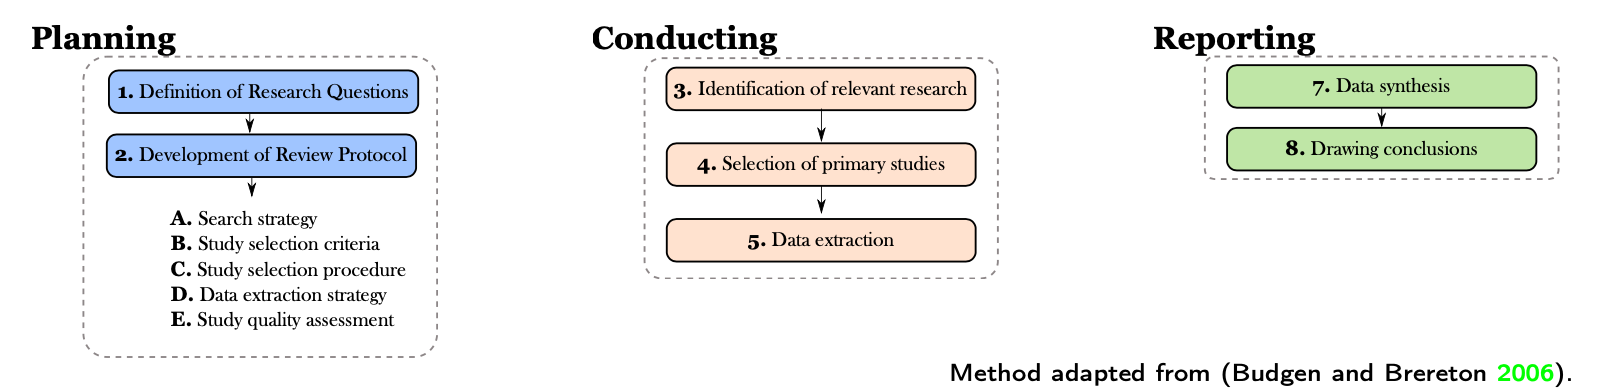 Planning
1. Definition of Research Questions
2. Development of Review Protocol
A. Search strategy
B. Study selection criteria
C. Study selection procedure
D. Data extraction strategy
E. Study quality assessment
Conducting
3. Identification of relevant research
4. Selection of primary studies
5. Data extraction
Reporting
7. Data synthesis
8. Drawing conclusions
Method adapted from (Budgen and Brereton 2006).